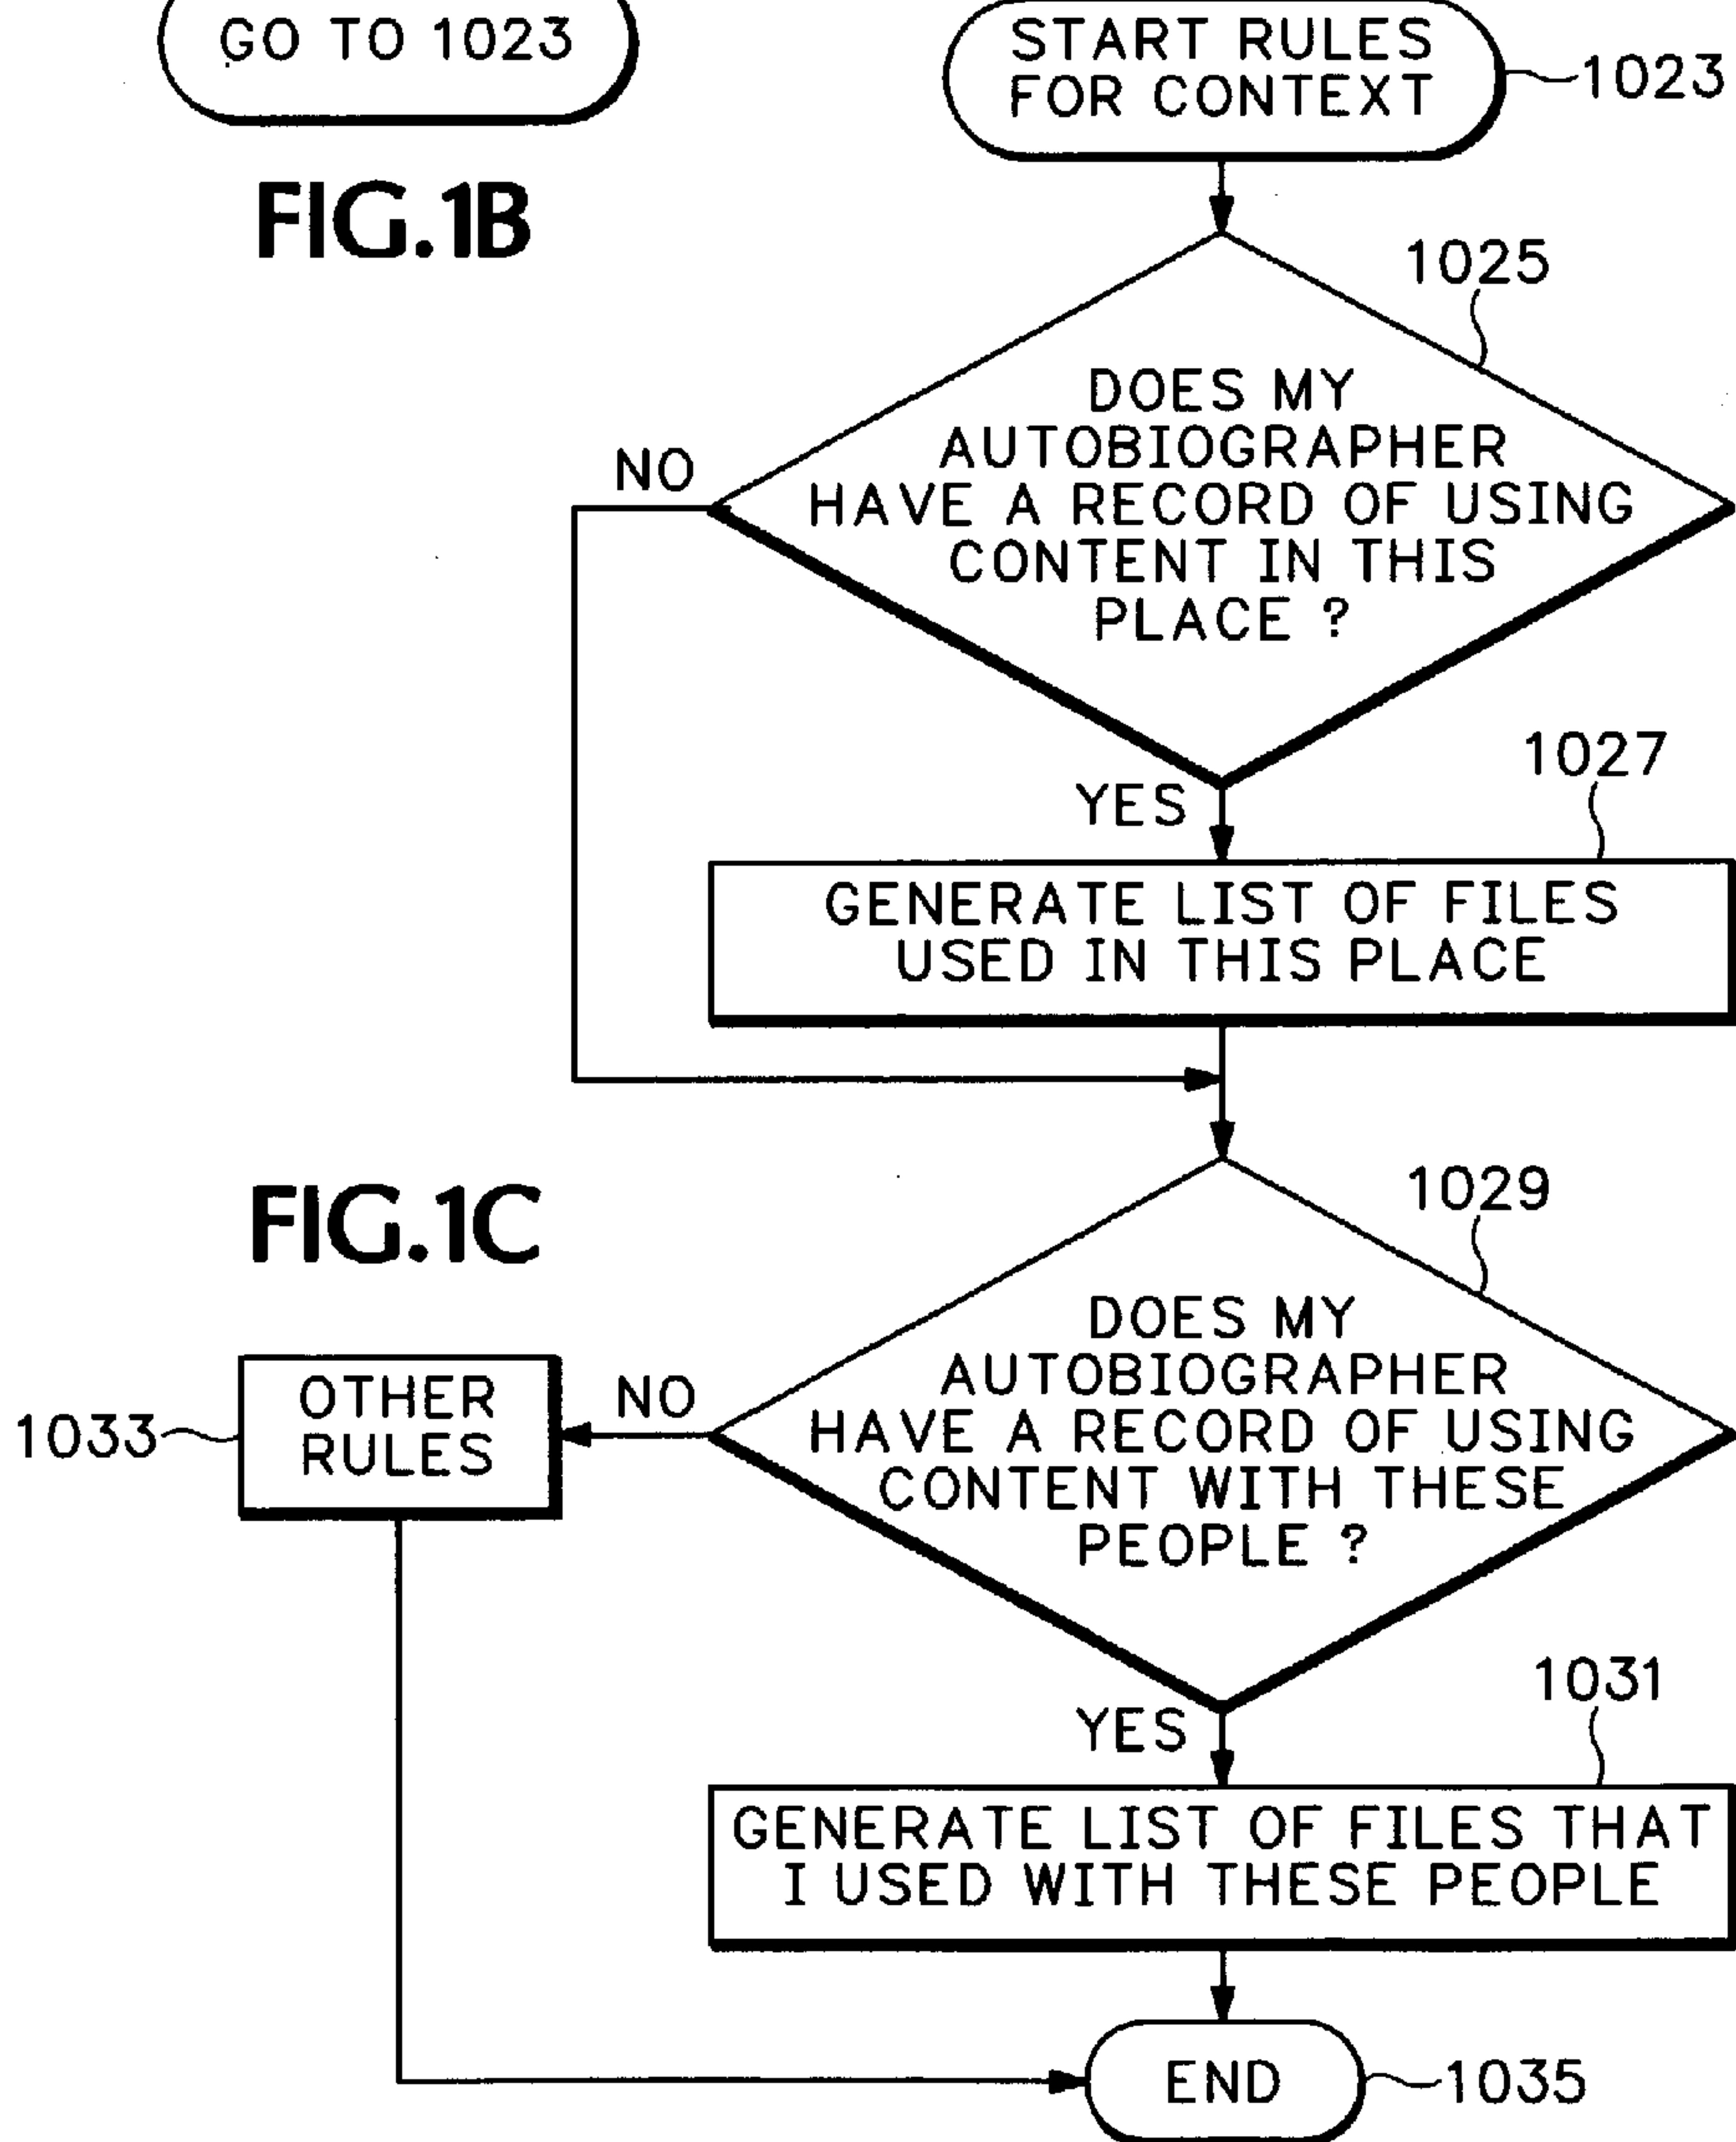 GO TO 1023
FIG.1B
START RULES
FOR CONTEXT
1023
1025
DOES MY
AUTOBIOGRAPHER
HAVE A RECORD OF USING
CONTENT IN THIS
PLACE ?
NO
YES
1027
GENERATE LIST OF FILES
USED IN THIS PLACE
FIG.1C
1029
DOES MY
AUTOBIOGRAPHER
HAVE A RECORD OF USING
CONTENT WITH THESE
PEOPLE ?
NO
OTHER
RULES
1033
YES
1031
GENERATE LIST OF FILES THAT
I USED WITH THESE PEOPLE
END
1035